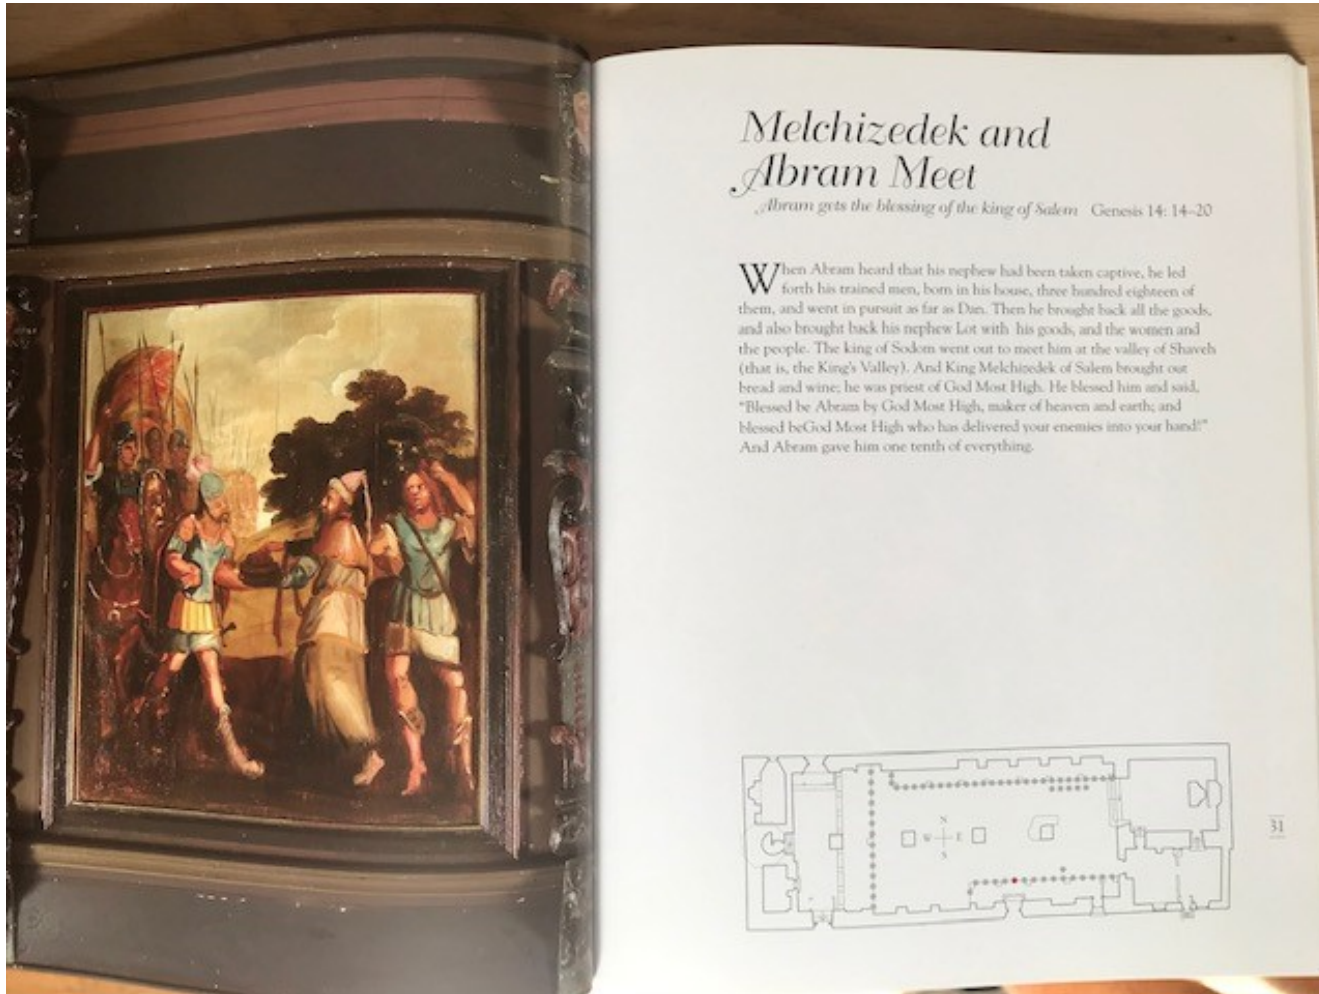 Melchizedek and
Abram Meet
Abram gets the blessing of the king of Salem Genesis 14: 14–20
When Abram heard that his nephew had been taken captive, he led
forth his trained men, born in his house, three hundred eighteen of
them, and went in pursuit as far as Dan. Then he brought back all the goods,
and also brought back his nephew Lot with his goods, and the women and
the people. The king of Sodom went out to meet him at the valley of Shaveh
(that is, the King's Valley). And King Melchizedek of Salem brought out
bread and wine; he was priest of God Most High. He blessed him and said,
"Blessed be Abram by God Most High, maker of heaven and earth; and
blessed beGod Most High who has delivered your enemies into your hand!"
And Abram gave him one tenth of everything.
N
W E
S
31